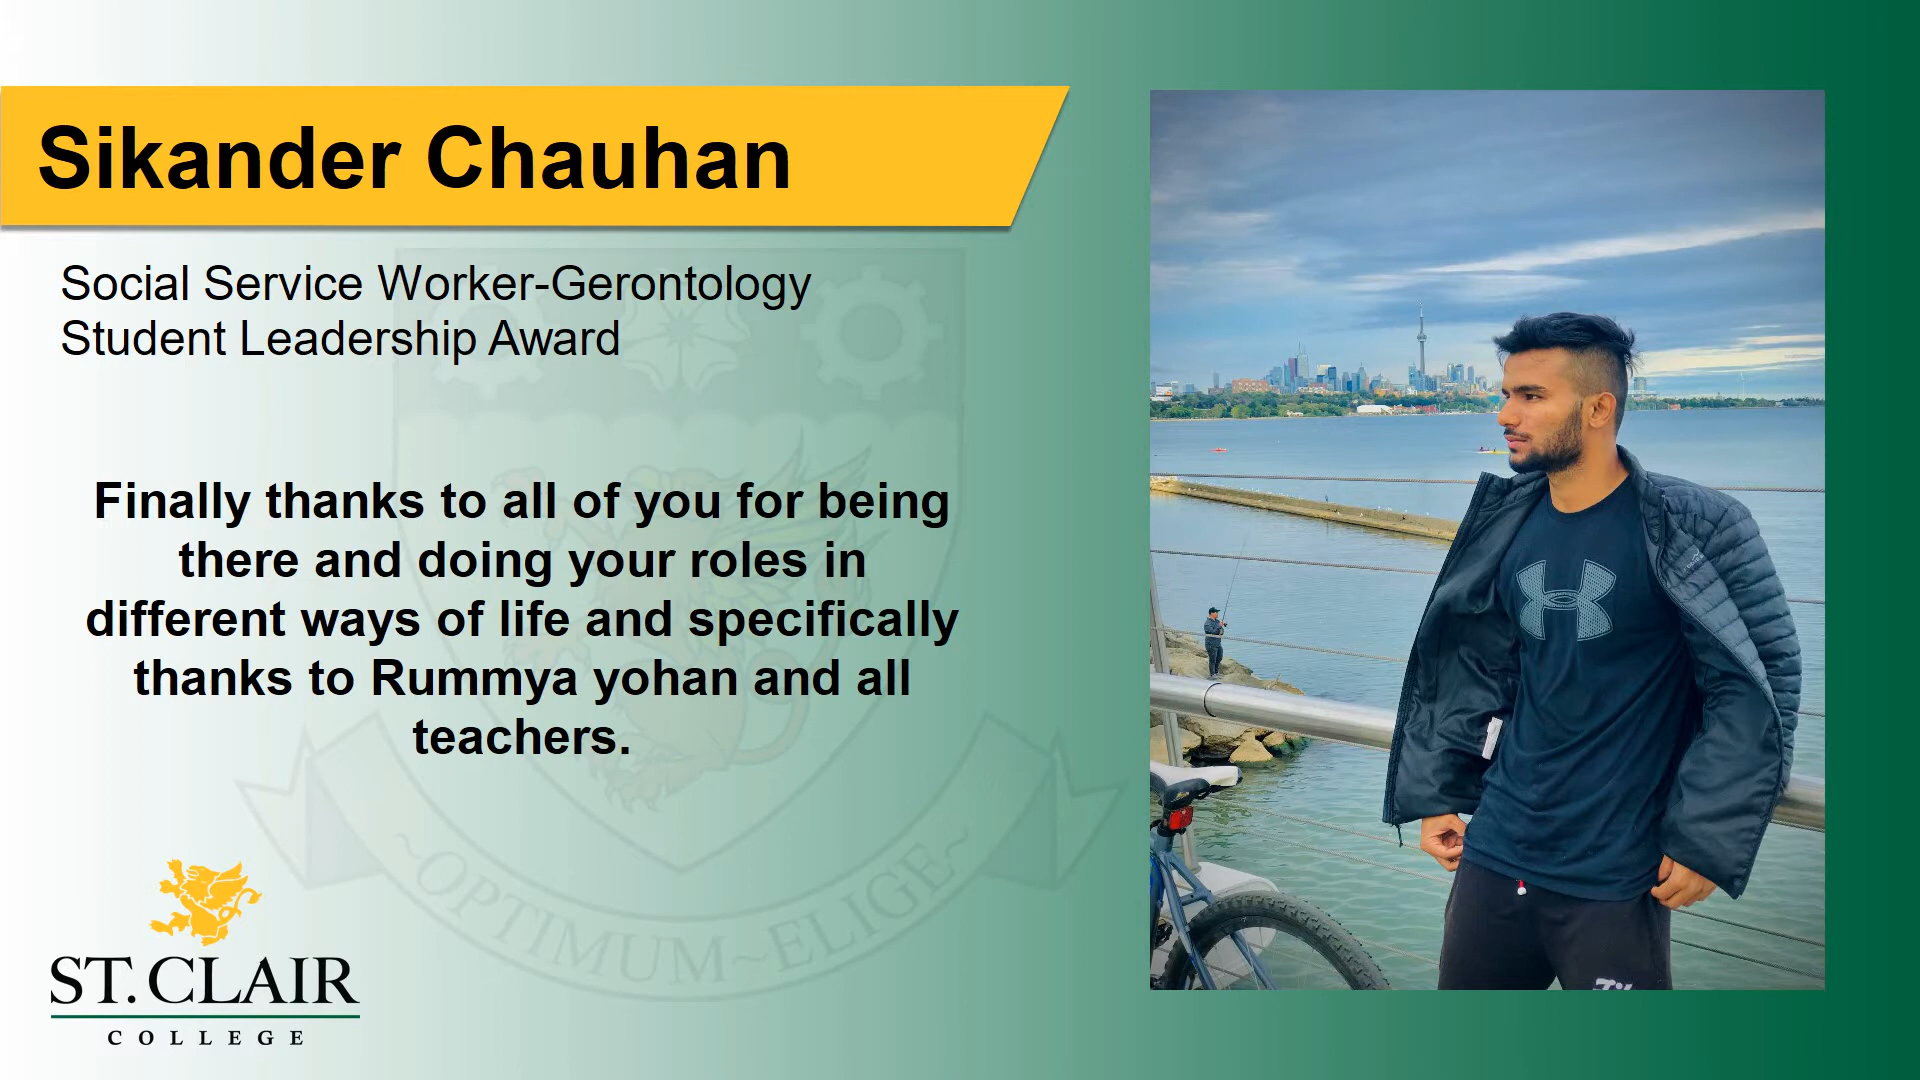 Sikander Chauhan
Social Service Worker-Gerontology
Student Leadership Award
Finally thanks to all of you for being
there and doing your roles in
different ways of life and specifically
thanks to Rummya yohan and all
teachers.
~OPTIMUM~ELIGE~
ST. CLAIR
COLLEGE